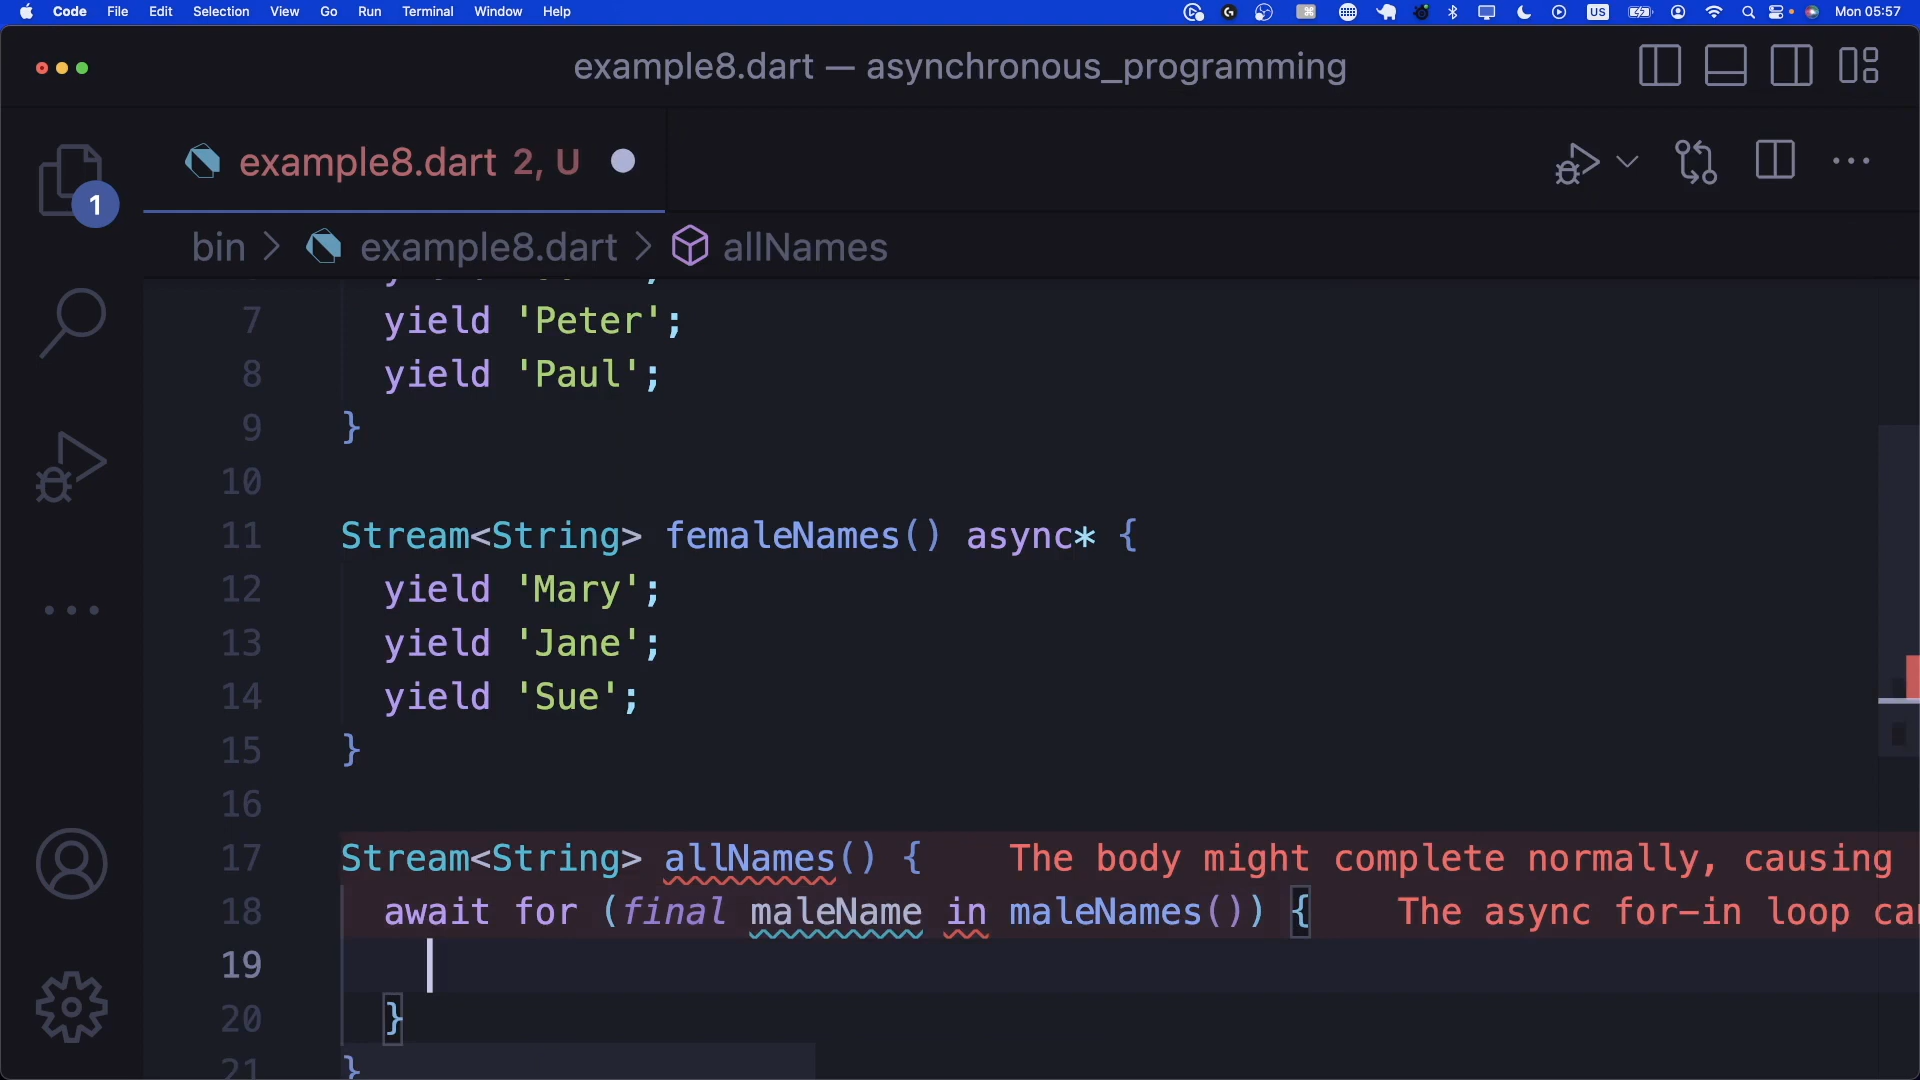 Code File Edit Selection View Go Run Terminal Window Help US Mon 05:57
example8.dart — asynchronous_programming
example8.dart 2, U
1
bin > example8.dart > allNames
7 yield 'Peter';
8 yield 'Paul';
9 }
10
11 Stream<String> femaleNames() async* {
12 yield 'Mary';
13 yield 'Jane';
14 yield 'Sue';
15 }
16
17 Stream<String> allNames() { The body might complete normally, causing
18 await for (final maleName in maleNames()) { The async for-in loop ca
19
20 }
21 }